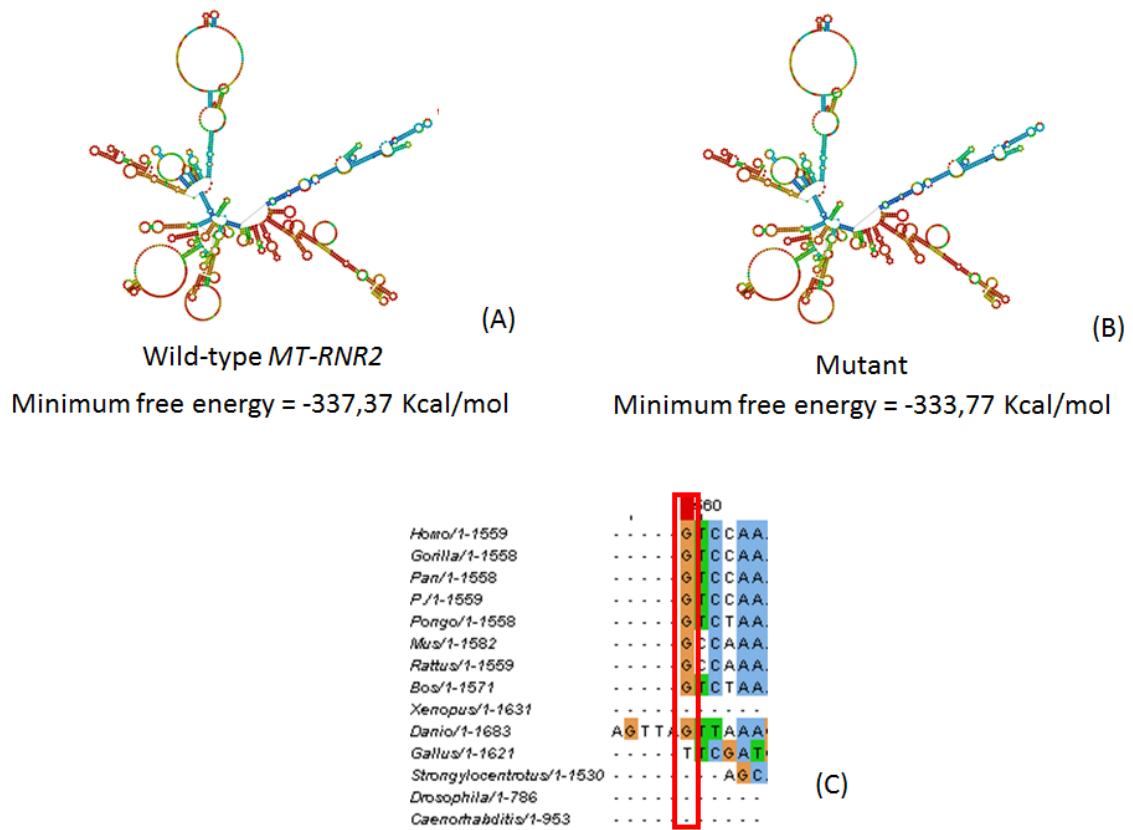 (A)
(B)
Wild-type MT-RNR2
Minimum free energy = -337,37 Kcal/mol
Mutant
Minimum free energy = -333,77 Kcal/mol
560
Homo/1-1559 - - - - - G T C C A A .
Gorilla/1-1558 - - - - - G T C C A A .
Pan/1-1558 - - - - - G T C C A A .
P./1-1559 - - - - - G T C C A A .
Pongo/1-1558 - - - - - G T C T A A .
Mus/1-1582 - - - - - G C C A A A .
Rattus/1-1559 - - - - - G C C A A A .
Bos/1-1571 - - - - - G T C T A A .
Xenopus/1-1631 - - - - - - - - - - -
Danio/1-1683 A G T T A G T T A A A
Gallus/1-1621 - - - - - T T C G A T
Strongylocentrotus/1-1530 - - - - - - - - A G C .
Drosophila/1-786 - - - - - - - - - - -
Caenorhabditis/1-953 - - - - - - - - - - -
(C)